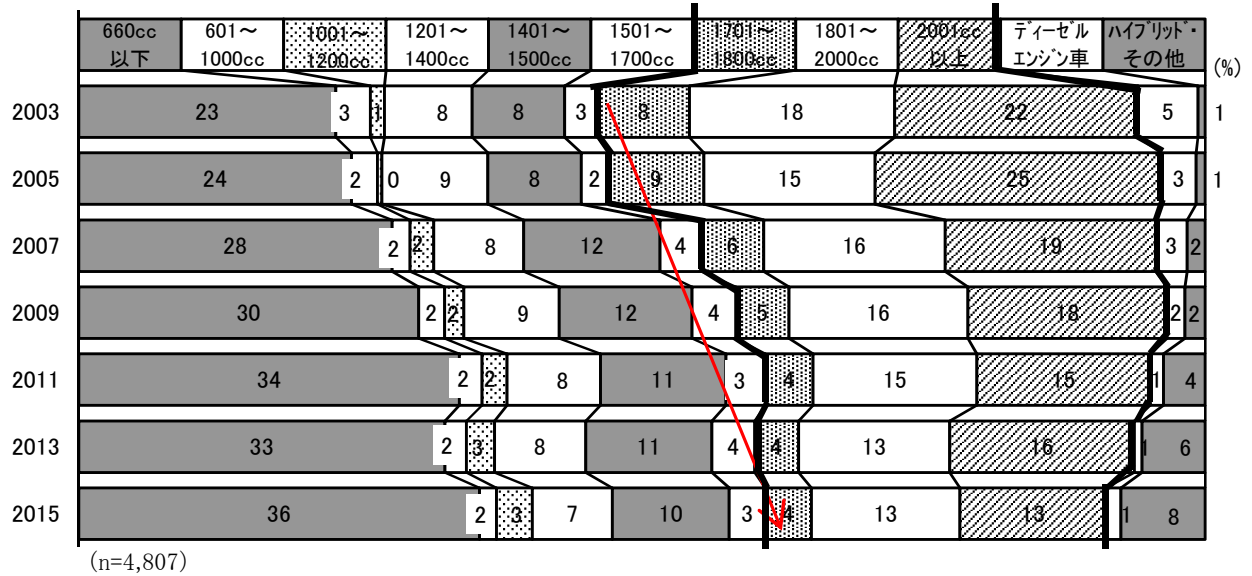 660cc 以下 601～ 1000cc 1001～ 1200cc 1201～ 1400cc 1401～ 1500cc 1501～ 1700cc 1701～ 1800cc 1801～ 2000cc 2001cc 以上 ディーゼル エンジン車 ハイブリッド・ その他
(%)
2003 23 3 1 8 8 3 8 18 22 5 1
2005 24 2 0 9 8 2 9 15 25 3 1
2007 28 2 2 8 12 4 6 16 19 3 2
2009 30 2 2 9 12 4 5 16 18 2 2
2011 34 2 2 8 11 3 4 15 15 1 4
2013 33 2 3 8 11 4 4 13 16 1 6
2015 36 2 3 7 10 3 4 13 13 1 8
(n=4,807)